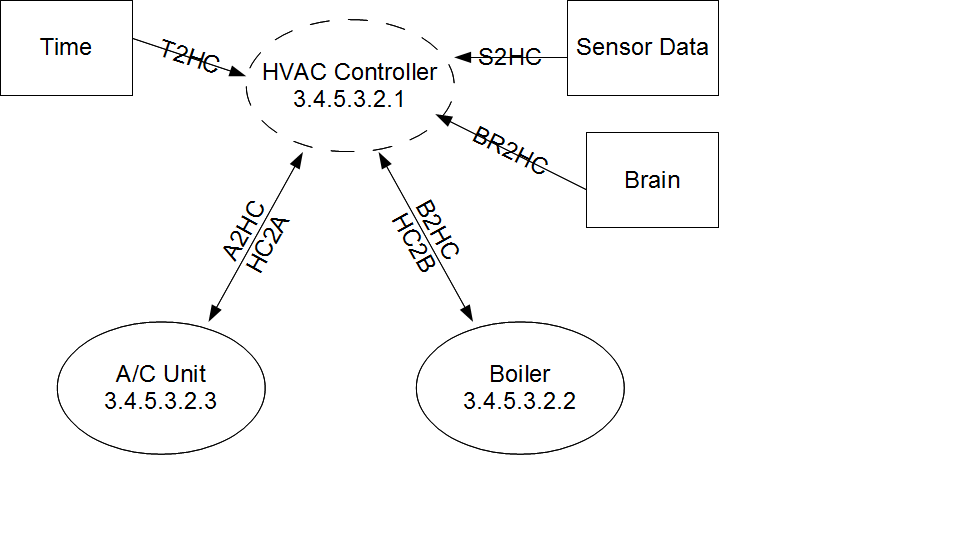 Time
T2HC
HVAC Controller
3.4.5.3.2.1
S2HC
Sensor Data
BR2HC
Brain
A2HC
HC2A
B2HC
HC2B
A/C Unit
3.4.5.3.2.3
Boiler
3.4.5.3.2.2